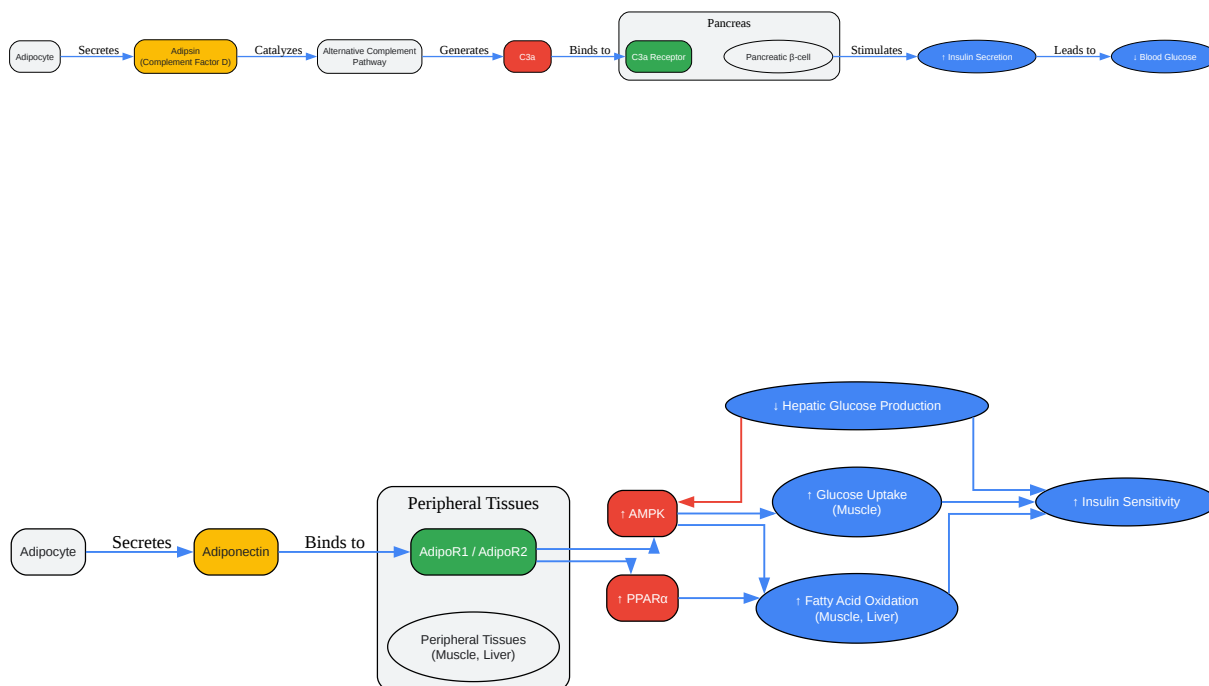 Pancreas
Adipocyte
Secretes
Adipsin
(Complement Factor D)
Catalyzes
Alternative Complement
Pathway
Generates
C3a
Binds to
C3a Receptor
Pancreatic β-cell
Stimulates
↑ Insulin Secretion
Leads to
↓ Blood Glucose
↓ Hepatic Glucose Production
Peripheral Tissues
↑ AMPK
↑ Glucose Uptake
(Muscle)
↑ Insulin Sensitivity
Adipocyte
Secretes
Adiponectin
Binds to
AdipoR1 / AdipoR2
↑ PPARα
↑ Fatty Acid Oxidation
(Muscle, Liver)
Peripheral Tissues
(Muscle, Liver)